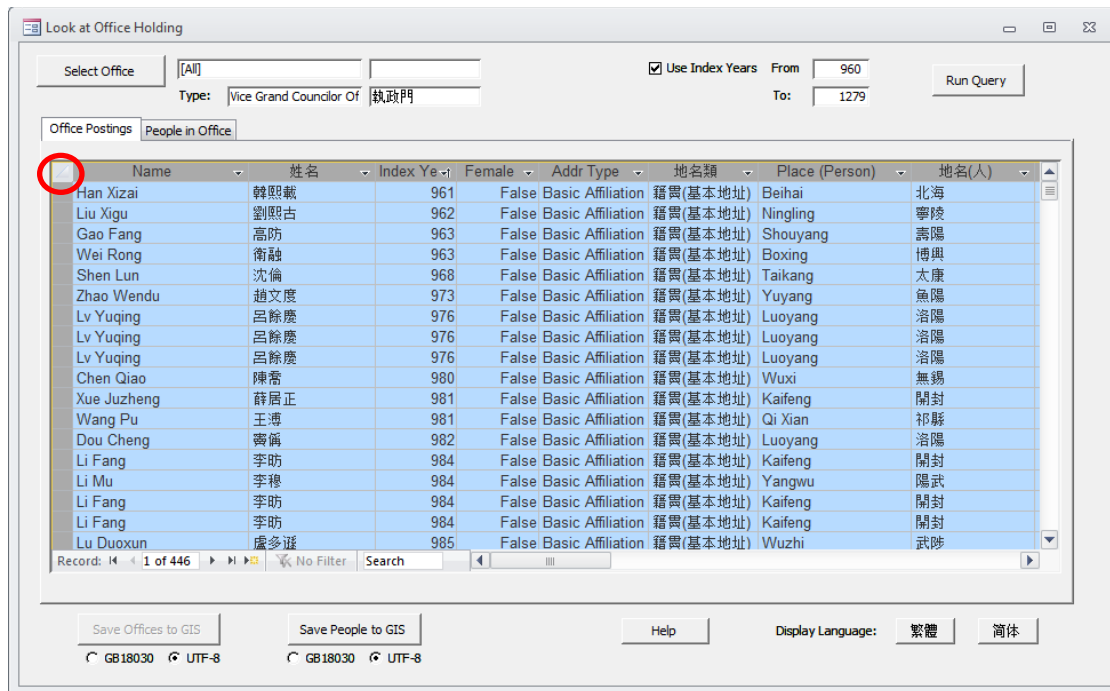 Look at Office Holding
Select Office [All] Use Index Years From 960 Run Query
Type: Vice Grand Councilor Of 執政門 To: 1279
Office Postings People in Office
Name 姓名 Index Ye Female Addr Type 地名類 Place (Person) 地名(人)
Han Xizai 韓熙載 961 False Basic Affiliation 籍貫(基本地址) Beihai 北海
Liu Xigu 劉熙古 962 False Basic Affiliation 籍貫(基本地址) Ningling 寧陵
Gao Fang 高防 963 False Basic Affiliation 籍貫(基本地址) Shouyang 壽陽
Wei Rong 衛融 963 False Basic Affiliation 籍貫(基本地址) Boxing 博興
Shen Lun 沈倫 968 False Basic Affiliation 籍貫(基本地址) Taikang 太康
Zhao Wendu 趙文度 973 False Basic Affiliation 籍貫(基本地址) Yuyang 魚陽
Lv Yuqing 呂餘慶 976 False Basic Affiliation 籍貫(基本地址) Luoyang 洛陽
Lv Yuqing 呂餘慶 976 False Basic Affiliation 籍貫(基本地址) Luoyang 洛陽
Lv Yuqing 呂餘慶 976 False Basic Affiliation 籍貫(基本地址) Luoyang 洛陽
Chen Qiao 陳喬 980 False Basic Affiliation 籍貫(基本地址) Wuxi 無錫
Xue Juzheng 薛居正 981 False Basic Affiliation 籍貫(基本地址) Kaifeng 開封
Wang Pu 王溥 981 False Basic Affiliation 籍貫(基本地址) Qi Xian 祁縣
Dou Cheng 竇偁 982 False Basic Affiliation 籍貫(基本地址) Luoyang 洛陽
Li Fang 李昉 984 False Basic Affiliation 籍貫(基本地址) Kaifeng 開封
Li Mu 李穆 984 False Basic Affiliation 籍貫(基本地址) Yangwu 陽武
Li Fang 李昉 984 False Basic Affiliation 籍貫(基本地址) Kaifeng 開封
Li Fang 李昉 984 False Basic Affiliation 籍貫(基本地址) Kaifeng 開封
Lu Duoxun 盧多遜 985 False Basic Affiliation 籍貫(基本地址) Wuzhi 武陟
Record: 1 of 446 No Filter Search
Save Offices to GIS Save People to GIS Help Display Language: 繁體 简体
GB18030 UTF-8 GB18030 UTF-8